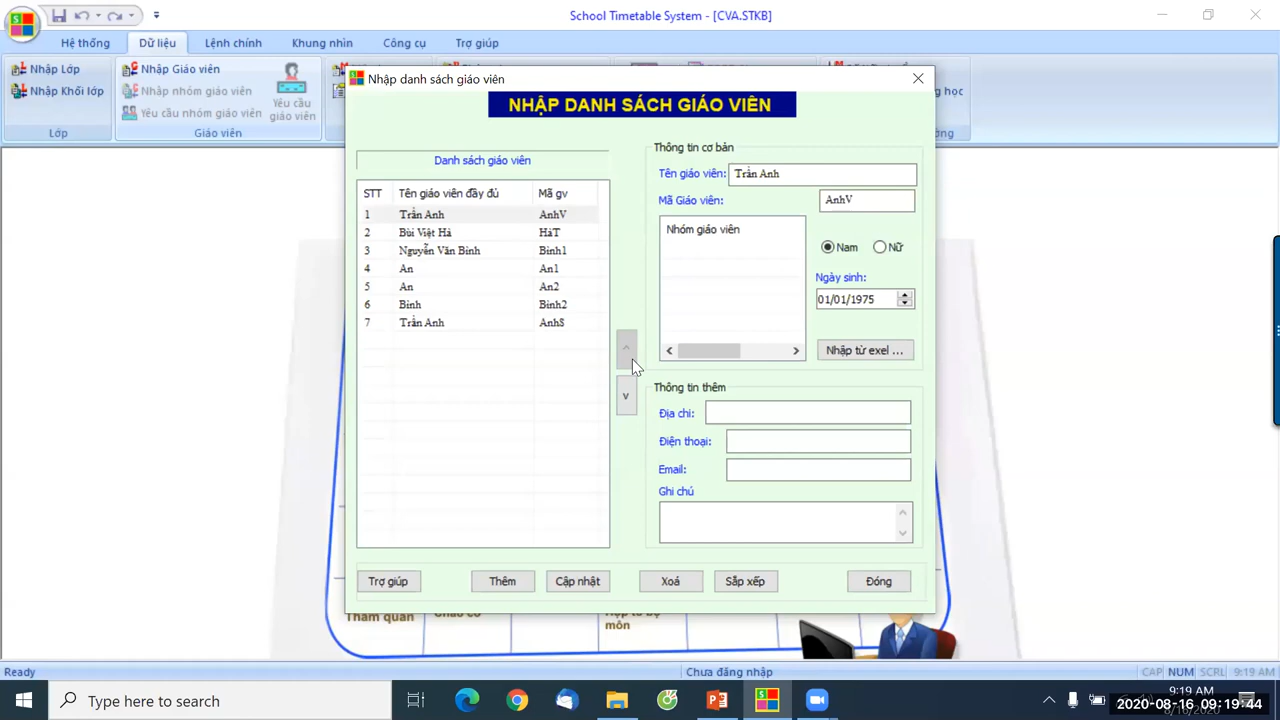 School Timetable System - [CVA.STKB]
Hệ thống Dữ liệu Lệnh chính Khung nhìn Công cụ Trợ giúp
Nhập Lớp
Nhập Khối lớp
Lớp
Nhập Giáo viên
Nhập nhóm giáo viên
Yêu cầu nhóm giáo viên
Yêu cầu
giáo viên
Giáo viên
Nhập danh sách giáo viên
NHẬP DANH SÁCH GIÁO VIÊN
Danh sách giáo viên
STT Tên giáo viên đầy đủ Mã gv
1 Trần Anh AnhV
2 Bùi Việt Hà HàT
3 Nguyễn Văn Bình Bình1
4 An An1
5 An An2
6 Bình Bình2
7 Trần Anh AnhS
Thông tin cơ bản
Tên giáo viên: Trần Anh
Mã Giáo viên: AnhV
Nhóm giáo viên
Nam Nữ
Ngày sinh:
01/01/1975
Nhập từ exel ...
Thông tin thêm
Địa chỉ:
Điện thoại:
Email:
Ghi chú
Trợ giúp Thêm Cập nhật Xoá Sắp xếp Đóng
Tham quan
môn
Ready Chưa đăng nhập CAP NUM SCRL 9:19 AM
Type here to search
9:19 AM
2020-08-16 09:19:44